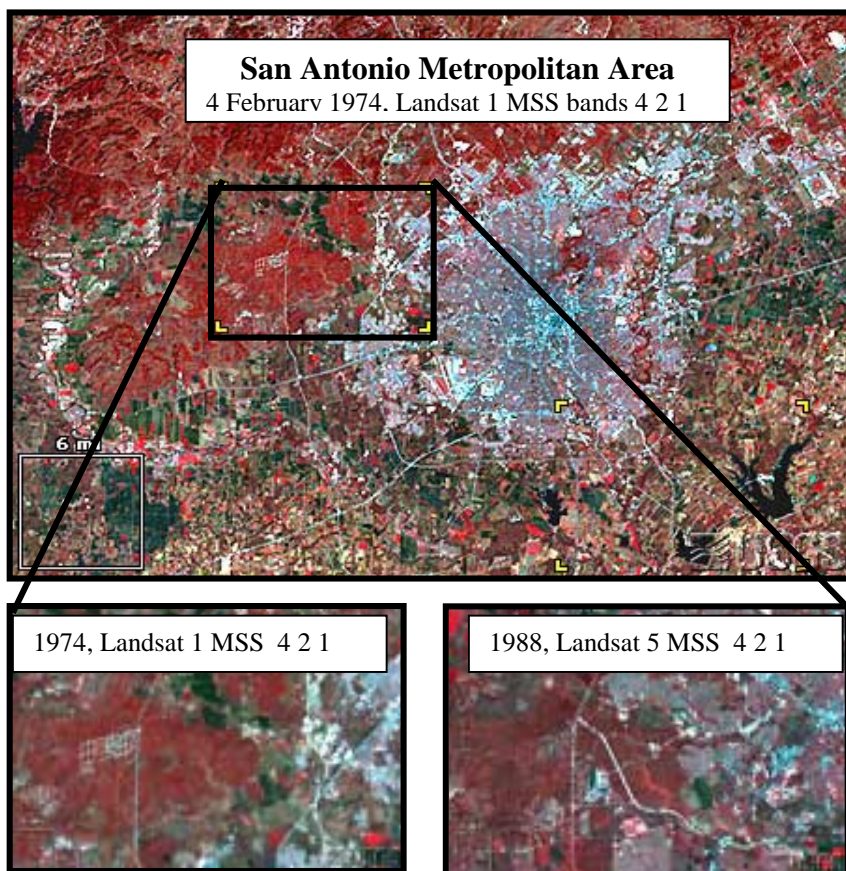 San Antonio Metropolitan Area
4 February 1974, Landsat 1 MSS bands 4 2 1
6 mi
1974, Landsat 1 MSS 4 2 1
1988, Landsat 5 MSS 4 2 1